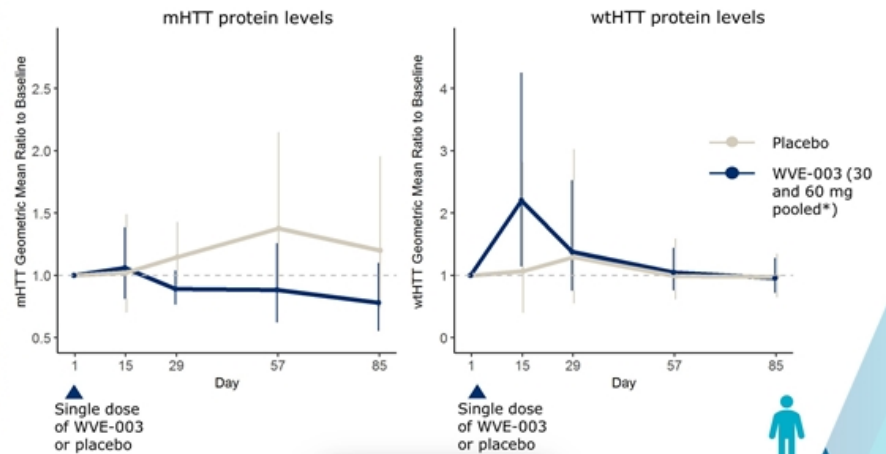 mHTT protein levels
mHTT Geometric Mean Ratio to Baseline
2.5
2.0
1.5
1.0
0.5
1 15 29 57 85
Day
Single dose
of WVE-003
or placebo
wtHTT protein levels
wtHTT Geometric Mean Ratio to Baseline
4
3
2
1
0
1 15 29 57 85
Day
Single dose
of WVE-003
or placebo
Placebo
WVE-003 (30
and 60 mg
pooled*)